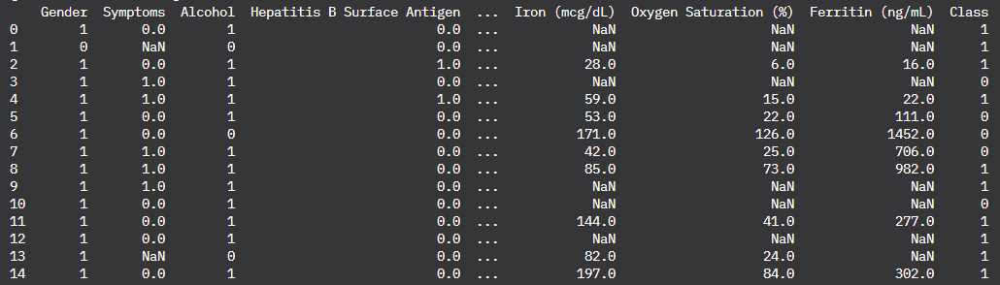 Gender Symptoms Alcohol Hepatitis B Surface Antigen ... Iron (mcg/dL) Oxygen Saturation (%) Ferritin (ng/mL) Class
0 1 0.0 1 0.0 ... NaN NaN NaN 1
1 0 NaN 0 0.0 ... NaN NaN NaN 1
2 1 0.0 1 1.0 ... 28.0 6.0 16.0 1
3 1 1.0 1 0.0 ... NaN NaN NaN 0
4 1 1.0 1 1.0 ... 59.0 15.0 22.0 1
5 1 0.0 1 0.0 ... 53.0 22.0 111.0 0
6 1 0.0 0 0.0 ... 171.0 126.0 1452.0 0
7 1 1.0 1 0.0 ... 42.0 25.0 706.0 0
8 1 1.0 1 0.0 ... 85.0 73.0 982.0 1
9 1 1.0 1 0.0 ... NaN NaN NaN 1
10 1 0.0 1 0.0 ... NaN NaN NaN 0
11 1 0.0 1 0.0 ... 144.0 41.0 277.0 1
12 1 0.0 1 0.0 ... NaN NaN NaN 1
13 1 NaN 0 0.0 ... 82.0 24.0 NaN 1
14 1 0.0 1 0.0 ... 197.0 84.0 302.0 1